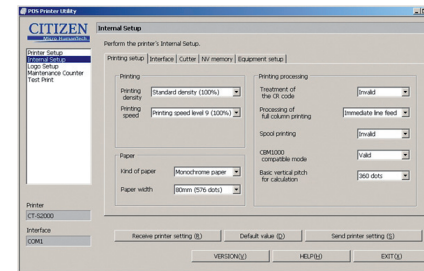 PDS Printer Utility
CITIZEN
Micro HumanTech
Internal Setup
Perform the printer's Internal Setup.
Printer Setup
Internal Setup
Logo Setup
Maintenance Counter
Test Print
Printing setup Interface Cutter NV memory Equipment setup
Printing
Printing density Standard density (100%)
Printing speed Printing speed level 9 (100%)
Paper
Kind of paper Monochrome paper
Paper width 80mm (576 dots)
Printing processing
Treatment of the CR code Invalid
Processing of full column printing Immediate line feed
Spool printing Invalid
CBM1000 compatible mode Valid
Basic vertical pitch for calculation 360 dots
Printer
CT-S2000
Interface
COM1
Receive printer setting (R) Default value (D) Send printer setting (S)
VERSION(V) HELP(H) EXIT(X)